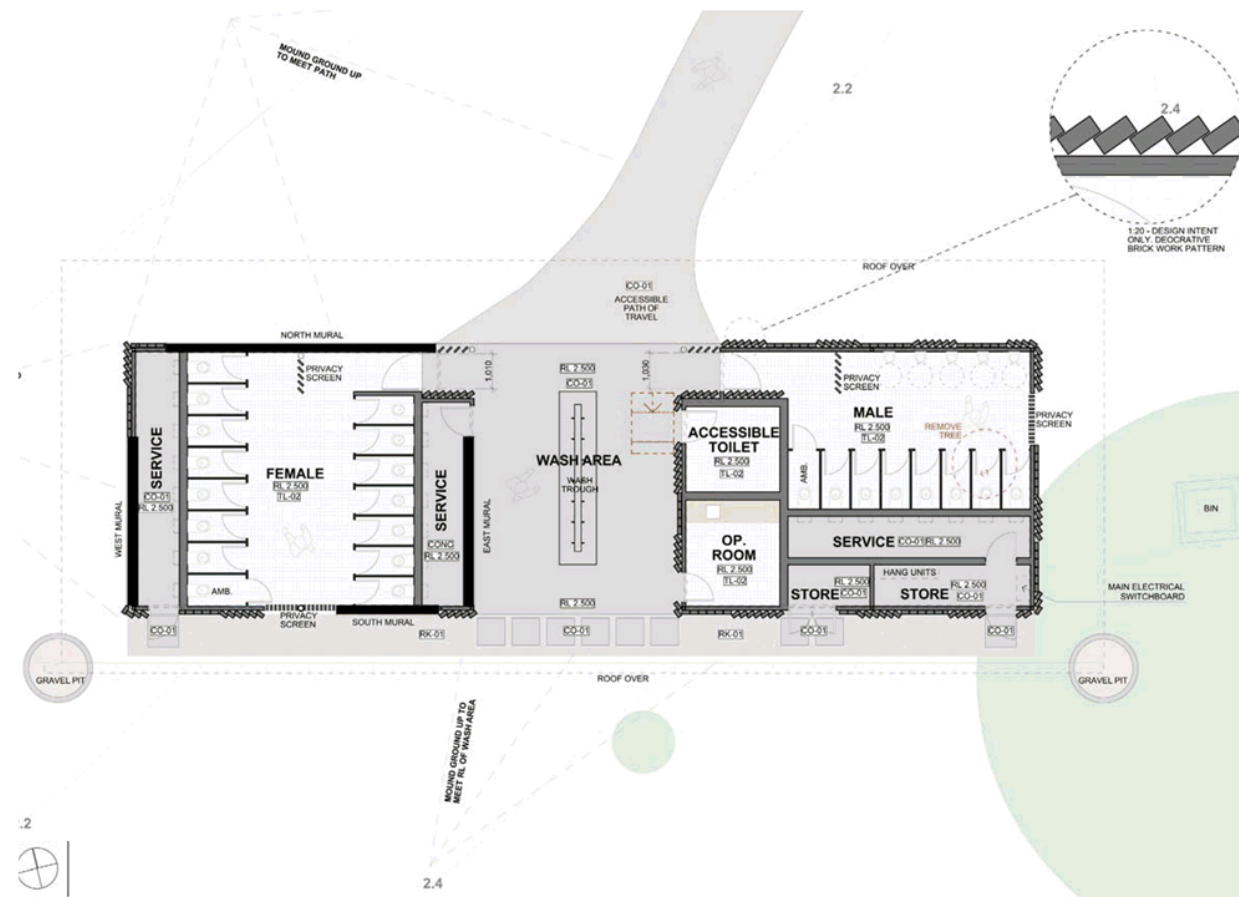 MOUND GROUND UP
TO MEET PATH
2.2
2.4
1:20 - DESIGN INTENT
ONLY. DEOCRATIVE
BRICK WORK PATTERN
ROOF OVER
CO-01
ACCESSIBLE
PATH OF
TRAVEL
NORTH MURAL
PRIVACY
SCREEN
1,010
RL 2.500
CO-01
1,030
PRIVACY
SCREEN
MALE
RL 2.500
TL-02
REMOVE
TREE
PRIVACY
SCREEN
ACCESSIBLE
TOILET
RL 2.500
TL-02
WASH AREA
WASH
TROUGH
AMB.
SERVICE
CO-01
RL 2.500
FEMALE
RL 2.500
TL-02
SERVICE
CONC
RL 2.500
EAST MURAL
WEST MURAL
BIN
OP.
ROOM
RL 2.500
TL-02
SERVICE CO-01 RL 2.500
HANG UNITS
STORE
RL 2.500
CO-01
STORE
RL 2.500
CO-01
MAIN ELECTRICAL
SWITCHBOARD
AMB.
RL 2.500
PRIVACY
SCREEN
SOUTH MURAL
CO-01
RK-01
CO-01
RK-01
CO-01
CO-01
GRAVEL PIT
ROOF OVER
GRAVEL PIT
MOUND GROUND UP TO
MEET RL OF WASH AREA
.2
2.4